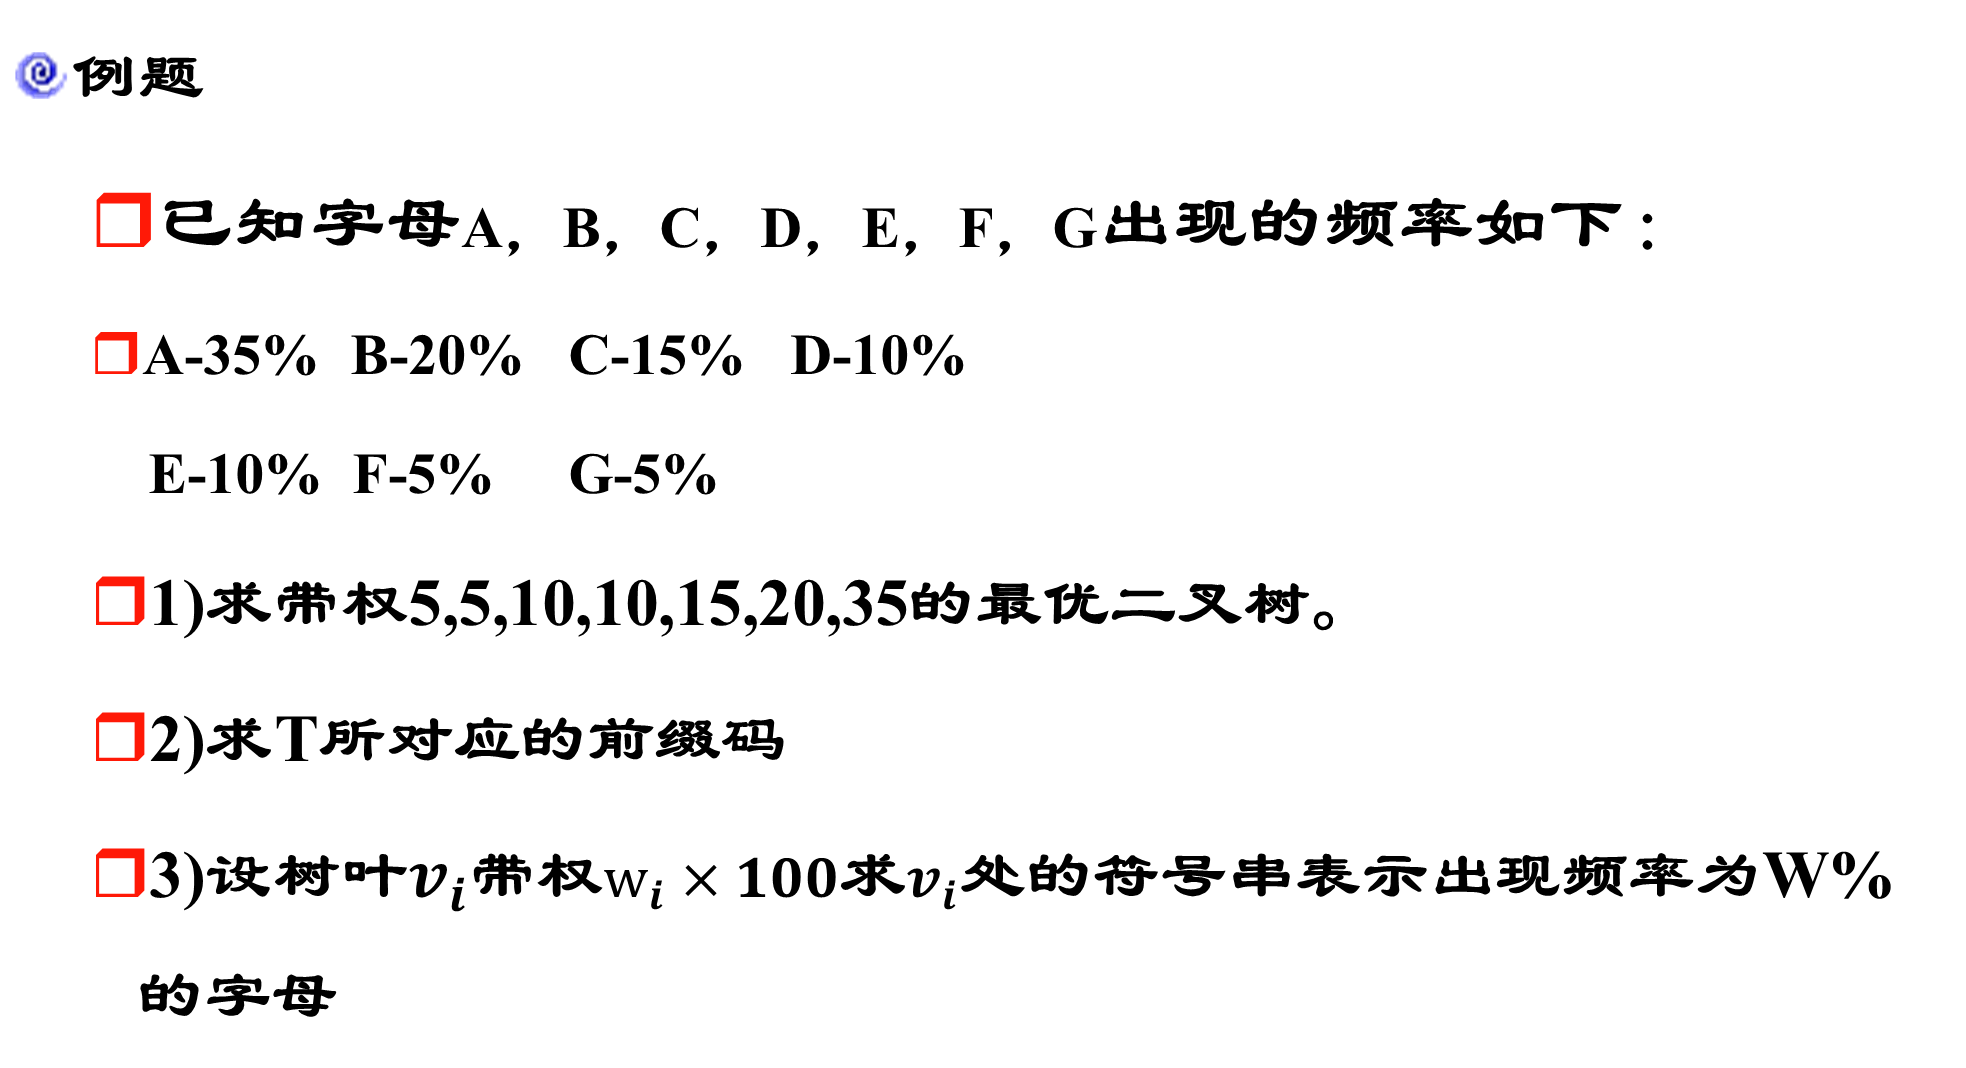 例题
已知字母A，B，C，D，E，F，G出现的频率如下：
A-35% B-20% C-15% D-10%
E-10% F-5% G-5%
1)求带权5,5,10,10,15,20,35的最优二叉树。
2)求T所对应的前缀码
3)设树叶𝒗ᵢ带权wᵢ × 100求𝒗ᵢ处的符号串表示出现频率为W%
的字母